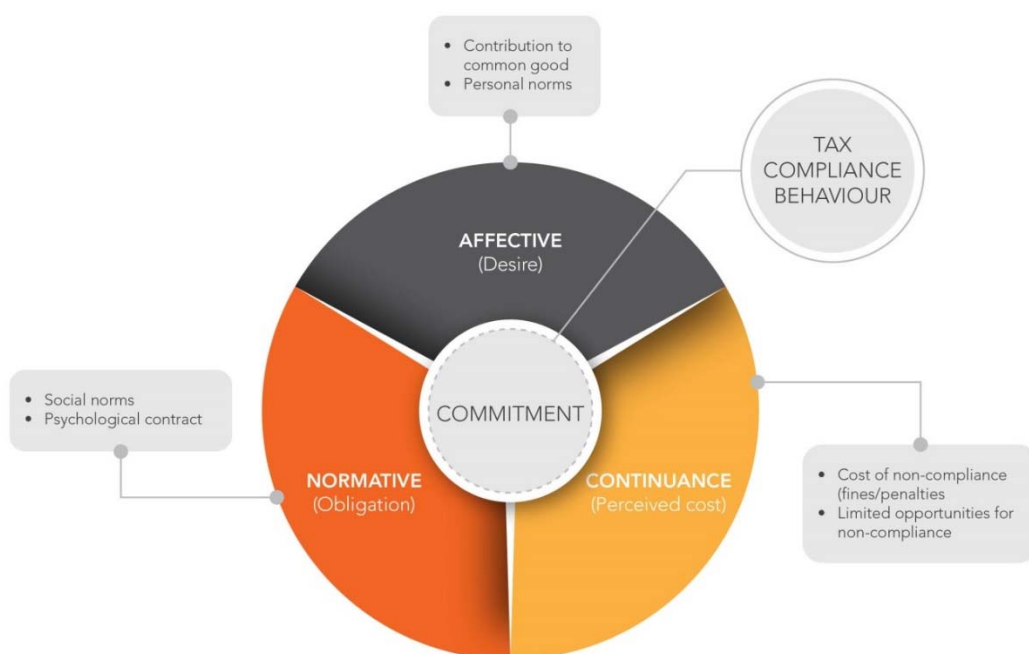 • Contribution to
common good
• Personal norms
TAX
COMPLIANCE
BEHAVIOUR
AFFECTIVE
(Desire)
• Social norms
• Psychological contract
COMMITMENT
NORMATIVE
(Obligation)
CONTINUANCE
(Perceived cost)
• Cost of non-compliance
(fines/penalties
• Limited opportunities for
non-compliance